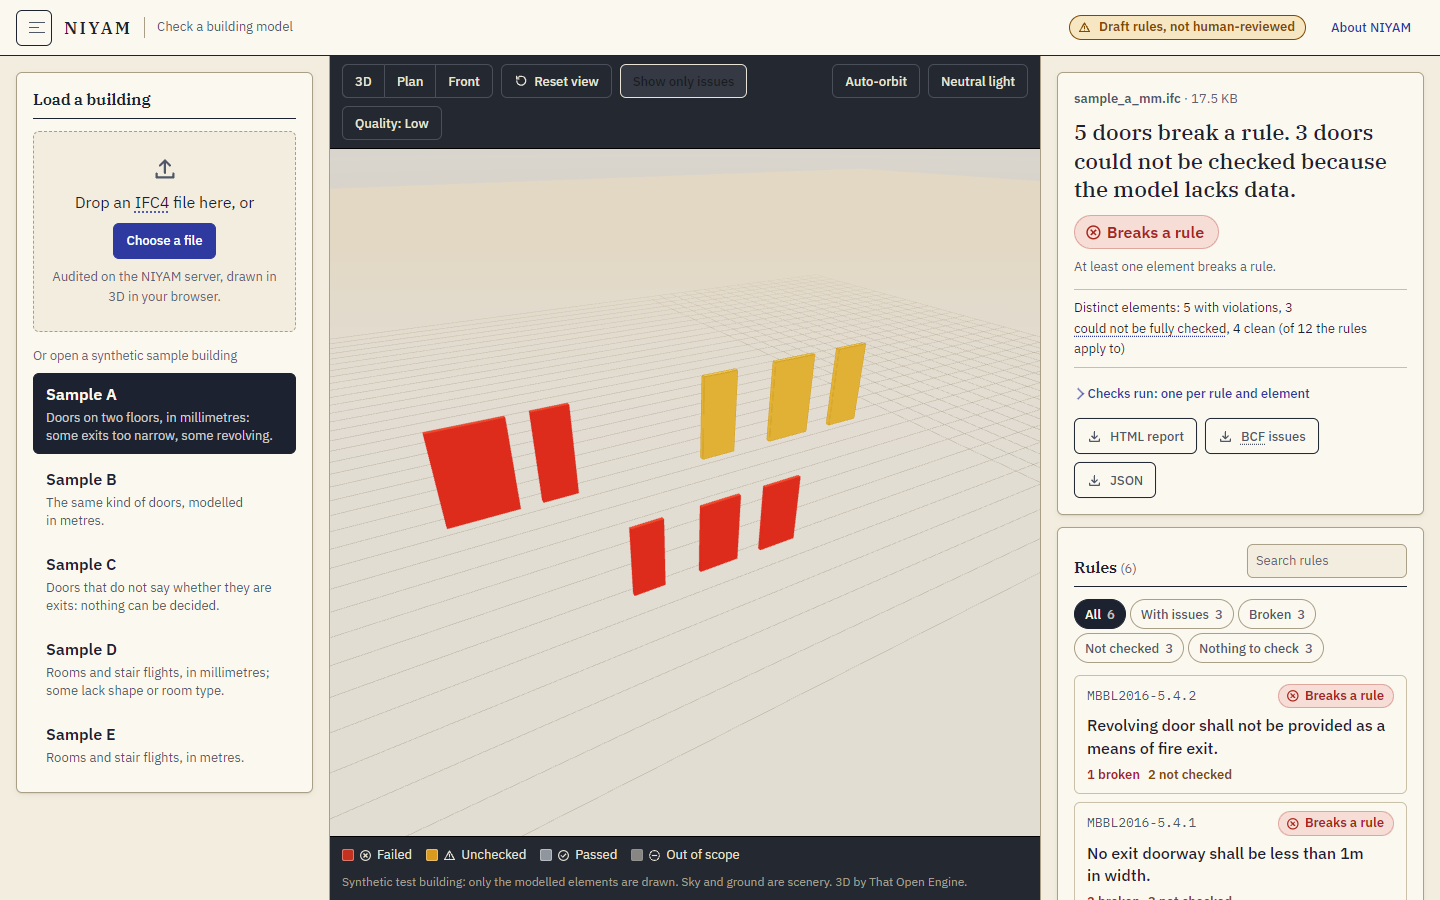 NIYAM
Check a building model
Draft rules, not human-reviewed
About NIYAM
Load a building
Drop an IFC4 file here, or
Choose a file
Audited on the NIYAM server, drawn in
3D in your browser.
Or open a synthetic sample building
Sample A
Doors on two floors, in millimetres:
some exits too narrow, some revolving.
Sample B
The same kind of doors, modelled
in metres.
Sample C
Doors that do not say whether they are
exits: nothing can be decided.
Sample D
Rooms and stair flights, in millimetres;
some lack shape or room type.
Sample E
Rooms and stair flights, in metres.
3D Plan Front Reset view Show only issues Auto-orbit Neutral light
Quality: Low
Failed Unchecked Passed Out of scope
Synthetic test building: only the modelled elements are drawn. Sky and ground are scenery. 3D by That Open Engine.
sample_a_mm.ifc · 17.5 KB
5 doors break a rule. 3 doors
could not be checked because
the model lacks data.
Breaks a rule
At least one element breaks a rule.
Distinct elements: 5 with violations, 3
could not be fully checked, 4 clean (of 12 the rules
apply to)
Checks run: one per rule and element
HTML report BCF issues
JSON
Rules (6)
Search rules
All 6 With issues 3 Broken 3
Not checked 3 Nothing to check 3
MBBL2016-5.4.2 Breaks a rule
Revolving door shall not be provided as a
means of fire exit.
1 broken 2 not checked
MBBL2016-5.4.1 Breaks a rule
No exit doorway shall be less than 1m
in width.